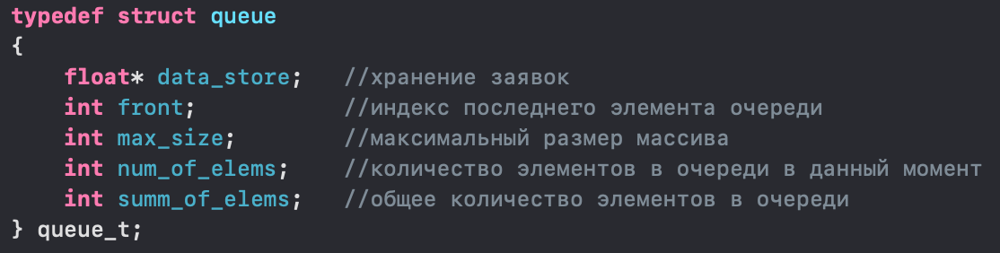 typedef struct queue
{
    float* data_store;   //хранение заявок
    int front;           //индекс последнего элемента очереди
    int max_size;        //максимальный размер массива
    int num_of_elems;    //количество элементов в очереди в данный момент
    int summ_of_elems;   //общее количество элементов в очереди
} queue_t;